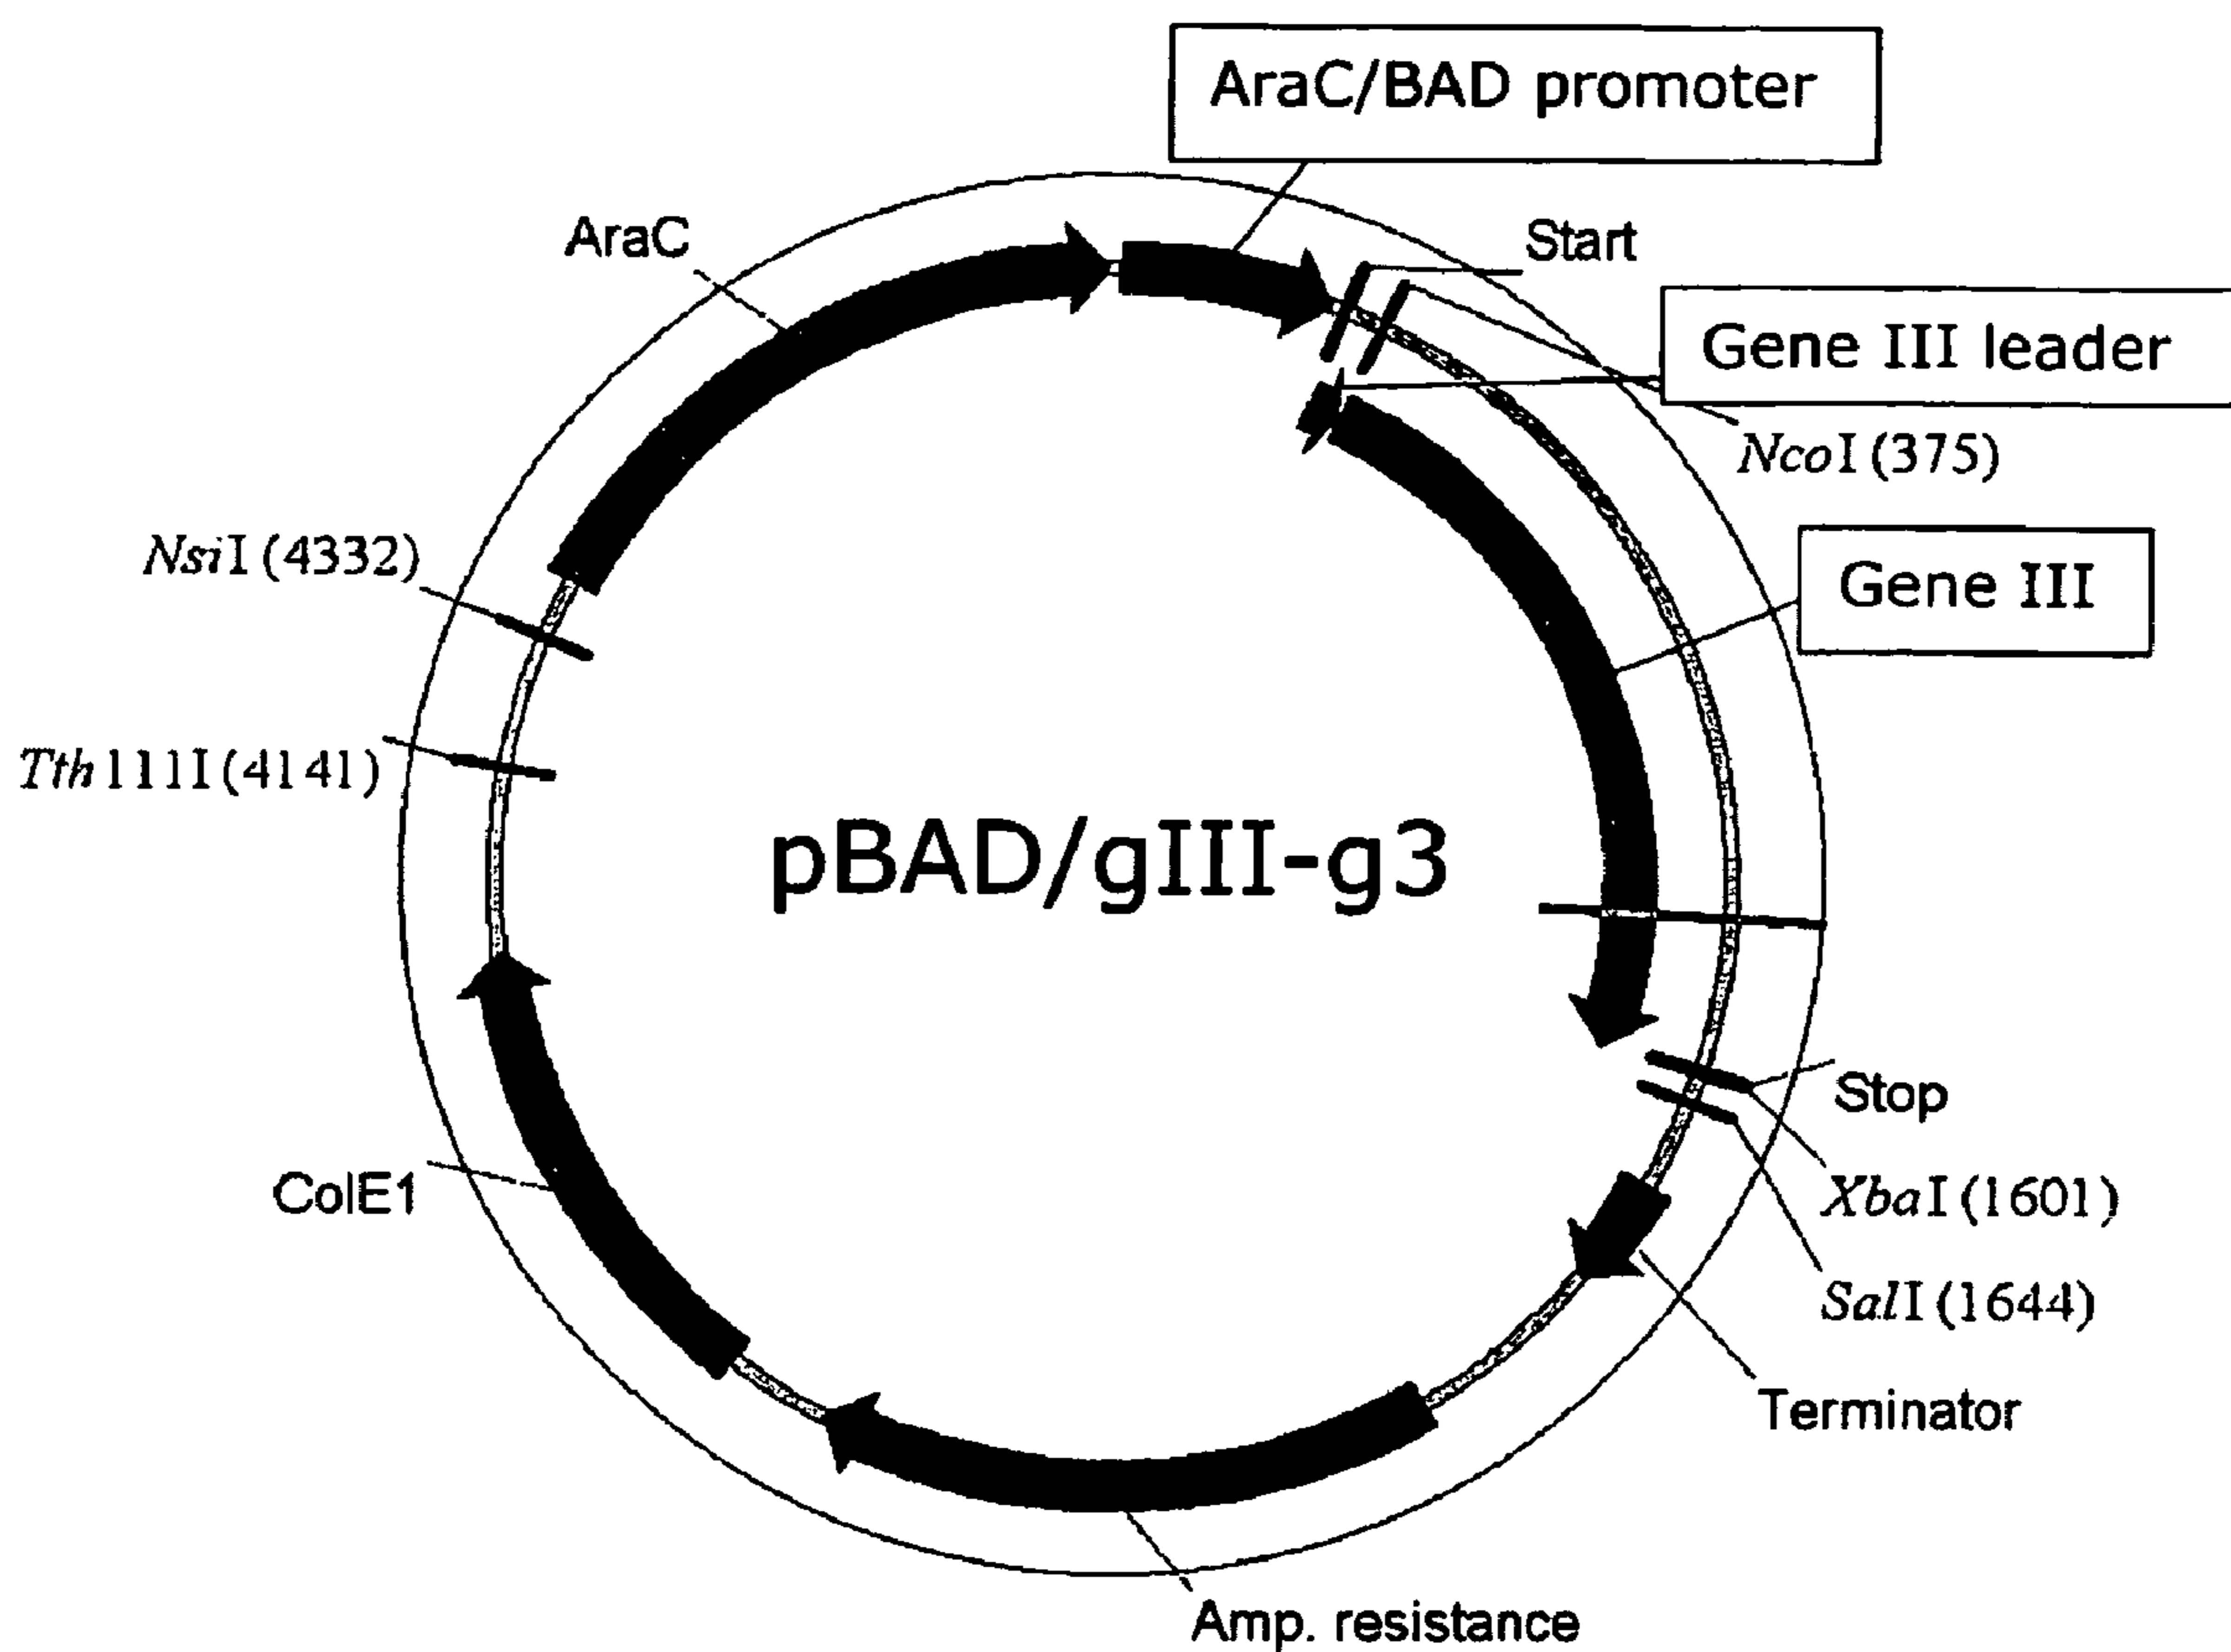 AraC/BAD promoter
AraC
Start
Gene III leader
NcoI (375)
NsiI (4332)
Gene III
Tth111I (4141)
pBAD/gIII-g3
Stop
ColE1
XbaI (1601)
SalI (1644)
Terminator
Amp. resistance